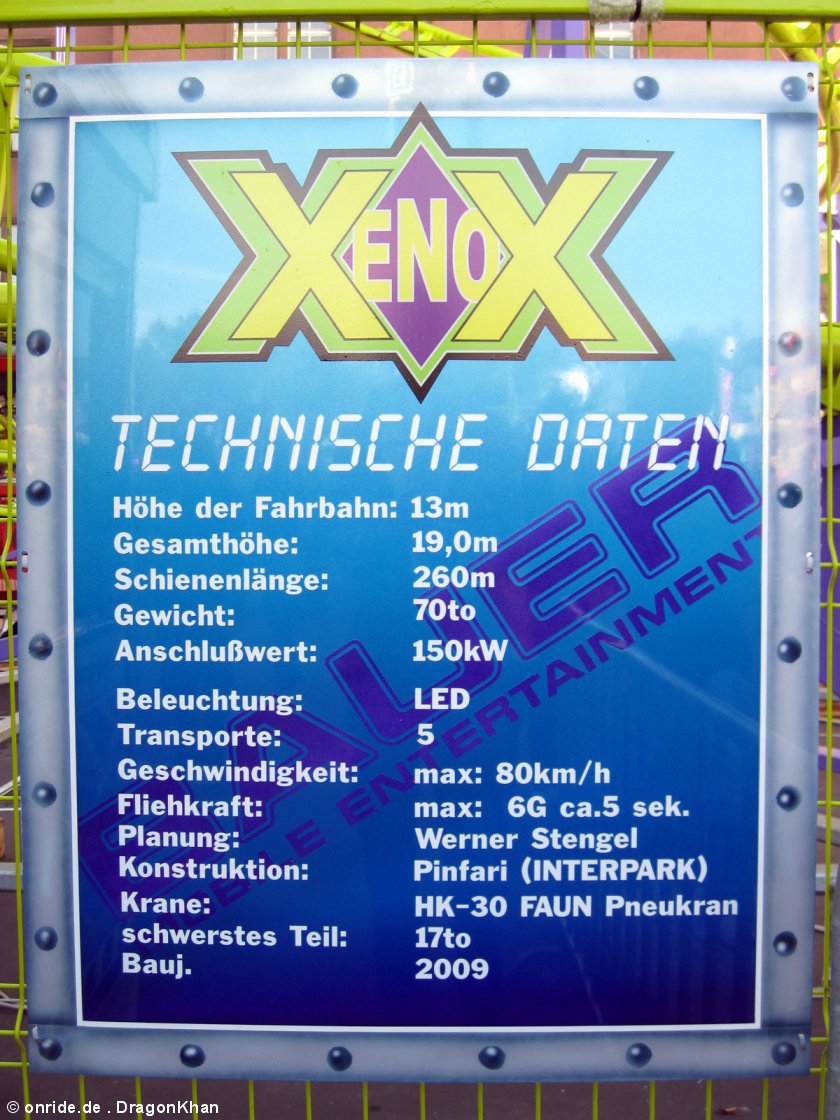 XENOX
TECHNISCHE DATEN
Höhe der Fahrbahn: 13m
Gesamthöhe: 19,0m
Schienenlänge: 260m
Gewicht: 70to
Anschlußwert: 150kW
Beleuchtung: LED
Transporte: 5
Geschwindigkeit: max: 80km/h
Fliehkraft: max: 6G ca.5 sek.
Planung: Werner Stengel
Konstruktion: Pinfari (INTERPARK)
Krane: HK-30 FAUN Pneukran
schwerstes Teil: 17to
Bauj. 2009
BAUER
MOBILE ENTERTAINMENT
© onride.de . DragonKhan